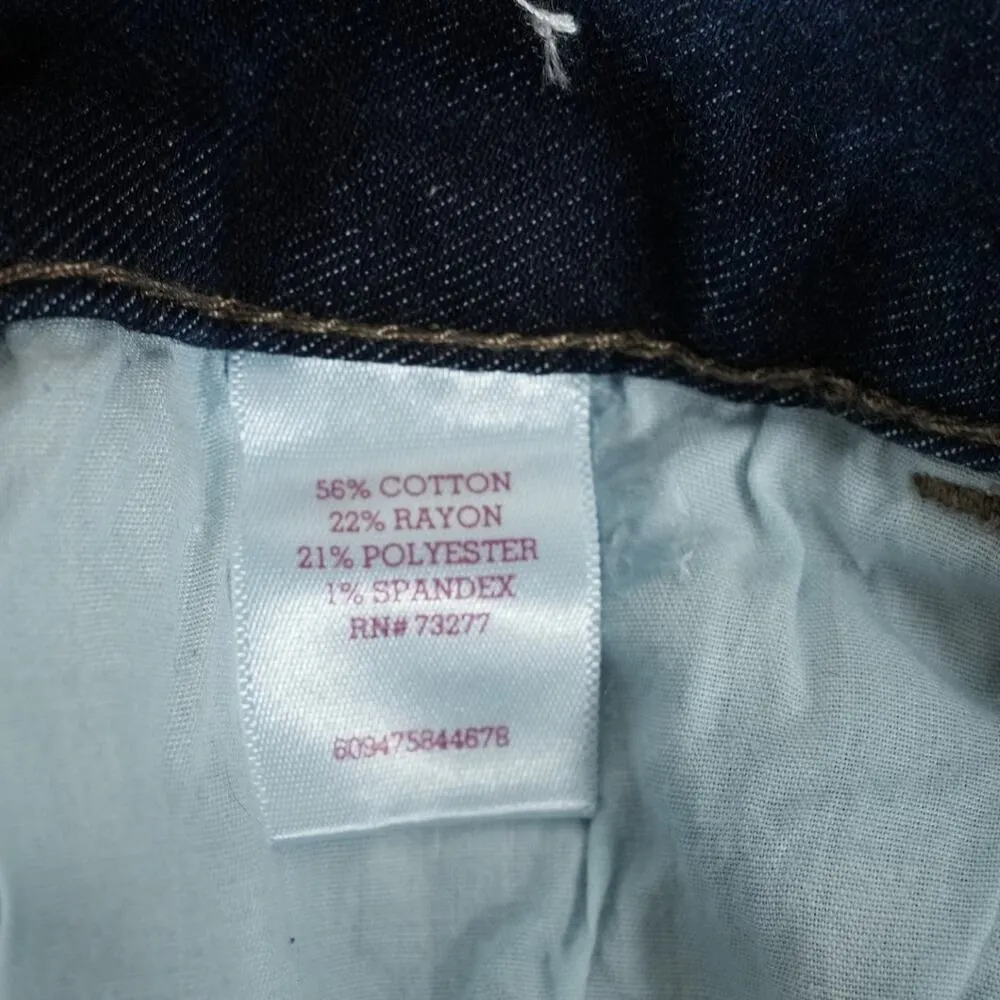 56% COTTON
22% RAYON
21% POLYESTER
1% SPANDEX
RN# 73277
609475844678